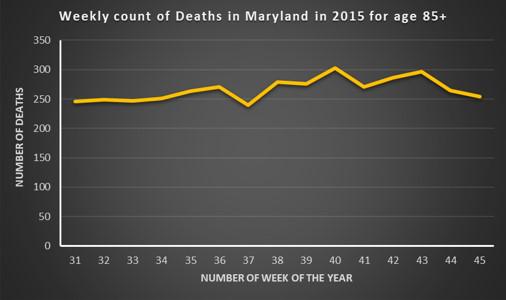 Weekly count of Deaths in Maryland in 2015 for age 85+
350
300
250
200
150
100
50
0
NUMBER OF DEATHS
31 32 33 34 35 36 37 38 39 40 41 42 43 44 45
NUMBER OF WEEK OF THE YEAR